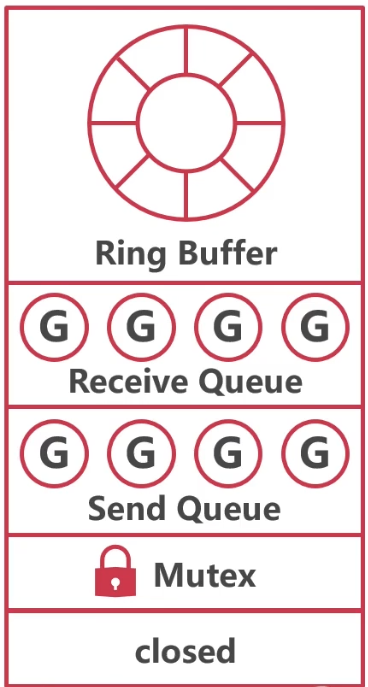 Ring Buffer
G G G G
Receive Queue
G G G G
Send Queue
Mutex
closed